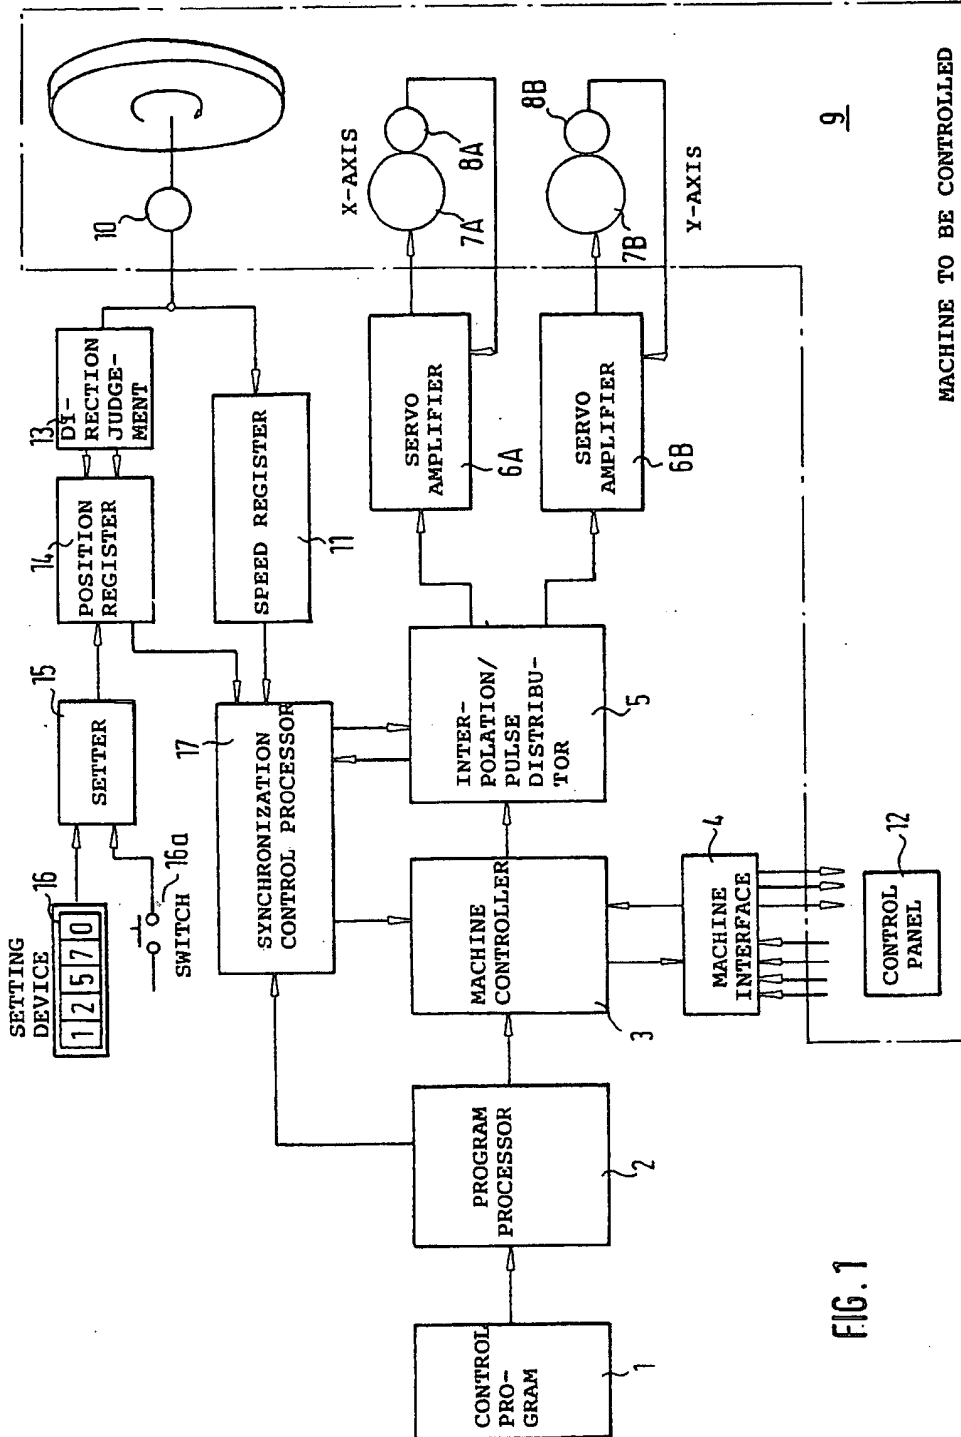 SETTING
DEVICE
16
1 2 5 7 0
SWITCH
16a
15
SETTER
14
POSITION
REGISTER
13
DI-
RECTION
JUDGE-
MENT
10
17
SYNCHRONIZATION
CONTROL PROCESSOR
SPEED REGISTER
11
X-AXIS
7A
8A
SERVO
AMPLIFIER
6A
8B
7B
Y-AXIS
SERVO
AMPLIFIER
6B
CONTROL
PRO-
GRAM
1
PROGRAM
PROCESSOR
2
MACHINE
CONTROLLER
3
INTER-
POLATION/
PULSE
DISTRIBU-
TOR
5
4
MACHINE
INTERFACE
12
CONTROL
PANEL
9
MACHINE TO BE CONTROLLED
FIG. 1